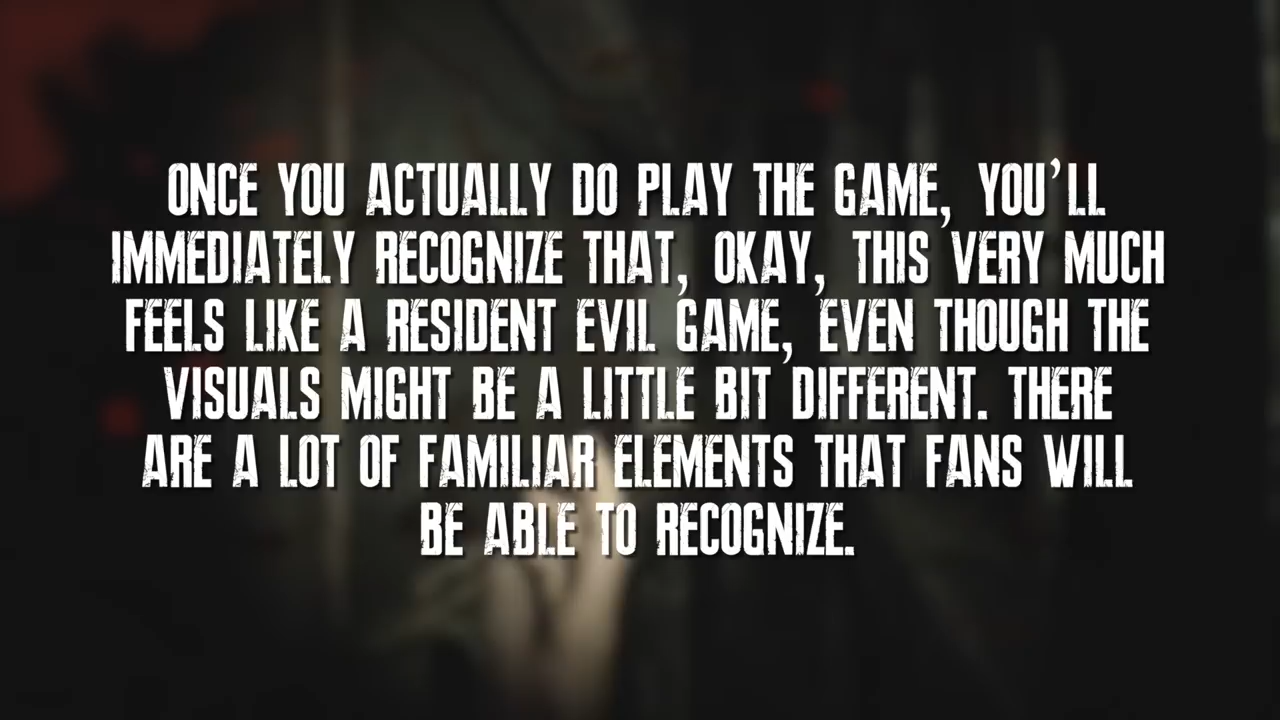 ONCE YOU ACTUALLY DO PLAY THE GAME, YOU'LL
IMMEDIATELY RECOGNIZE THAT, OKAY, THIS VERY MUCH
FEELS LIKE A RESIDENT EVIL GAME, EVEN THOUGH THE
VISUALS MIGHT BE A LITTLE BIT DIFFERENT. THERE
ARE A LOT OF FAMILIAR ELEMENTS THAT FANS WILL
BE ABLE TO RECOGNIZE.